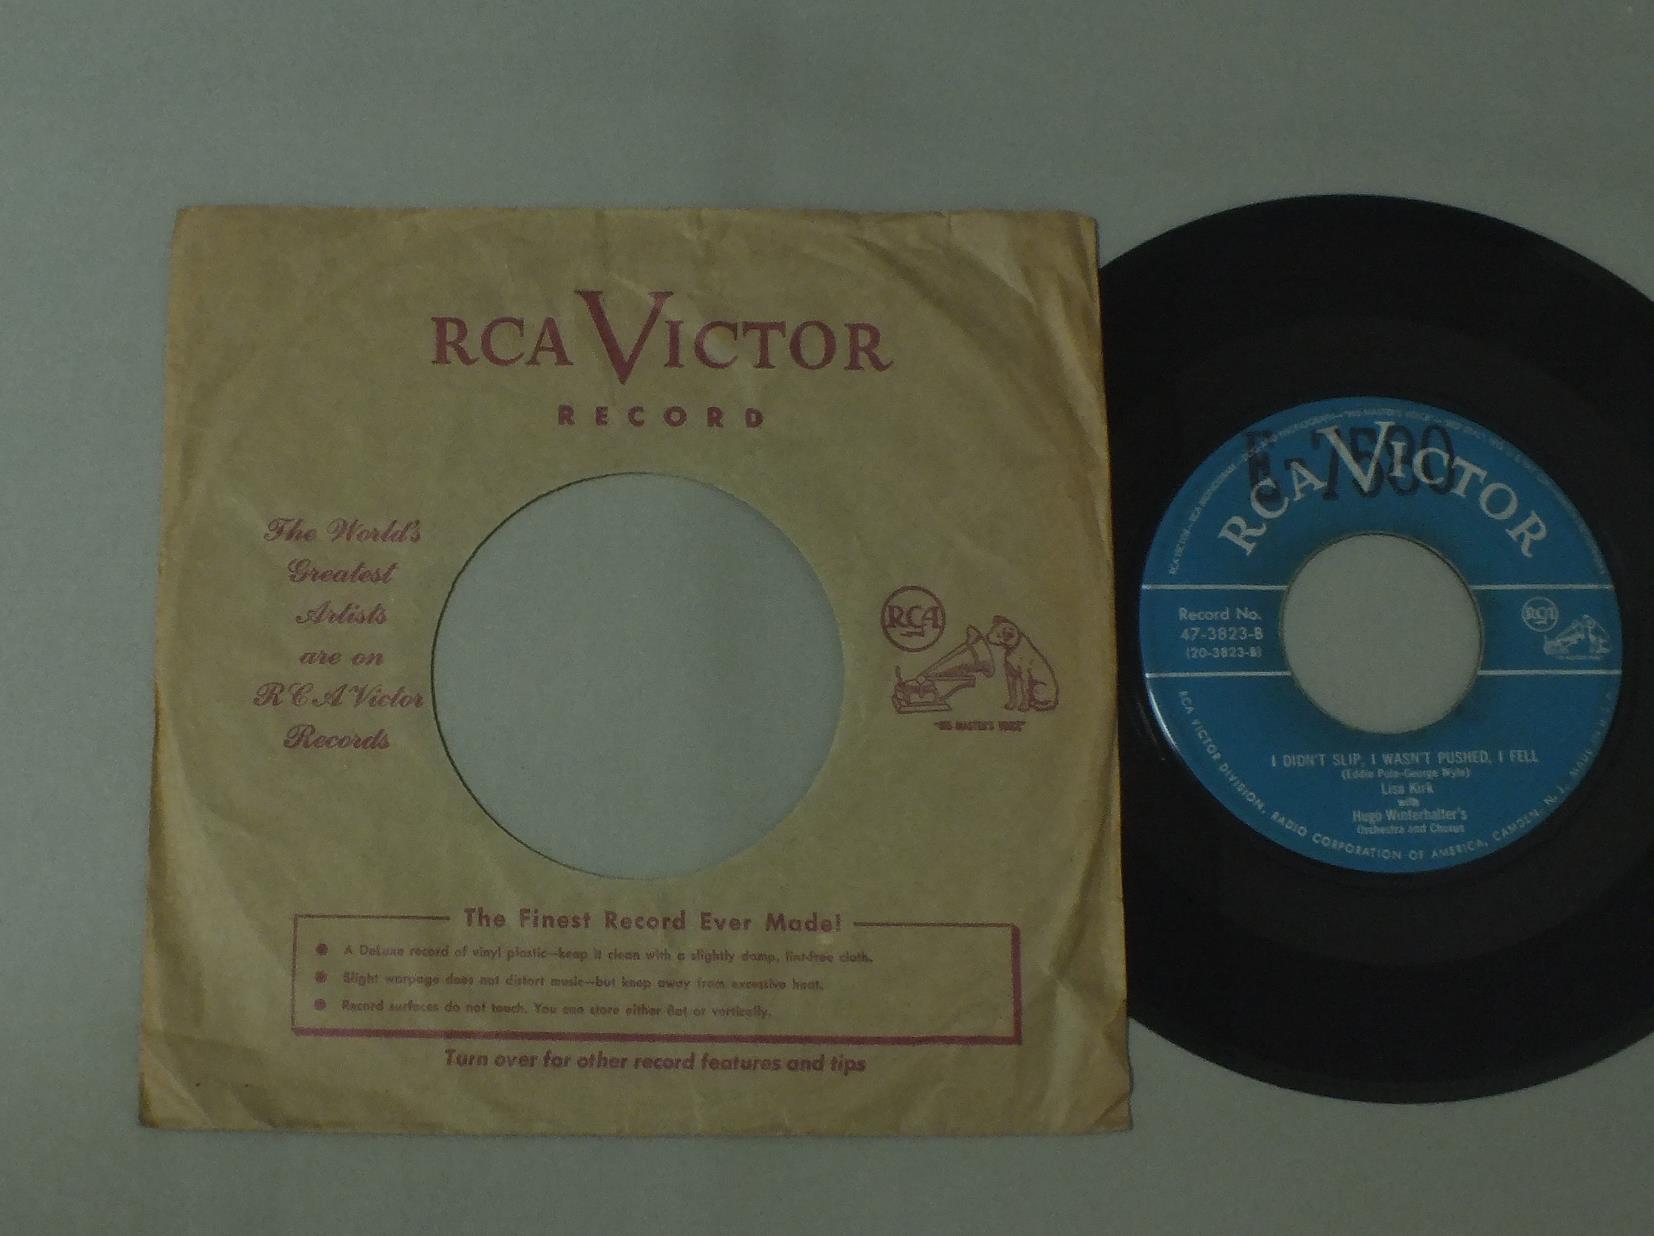 RCA VICTOR
RECORD
The World's
Greatest
Artists
are on
RCA Victor
Records
RCA
"HIS MASTER'S VOICE"
The Finest Record Ever Made!
A DeLuxe record of vinyl plastic—keep it clean with a slightly damp, lint-free cloth.
Slight warpage does not distort music—but keep away from excessive heat.
Record surfaces do not touch. You can store either flat or vertically.
Turn over for other record features and tips
RCA VICTOR
Record No.
47-3823-B
(20-3823-B)
RCA
I DIDN'T SLIP, I WASN'T PUSHED, I FELL
(Eddie Pola-George Wyle)
Lisa Kirk
with
Hugo Winterhalter's
Orchestra and Chorus
RCA VICTOR DIVISION, RADIO CORPORATION OF AMERICA, CAMDEN, N. J. MADE IN U.S.A.